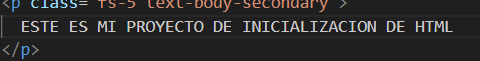 <p class="fs-5 text-body-secondary">
ESTE ES MI PROYECTO DE INICIALIZACION DE HTML
</p>